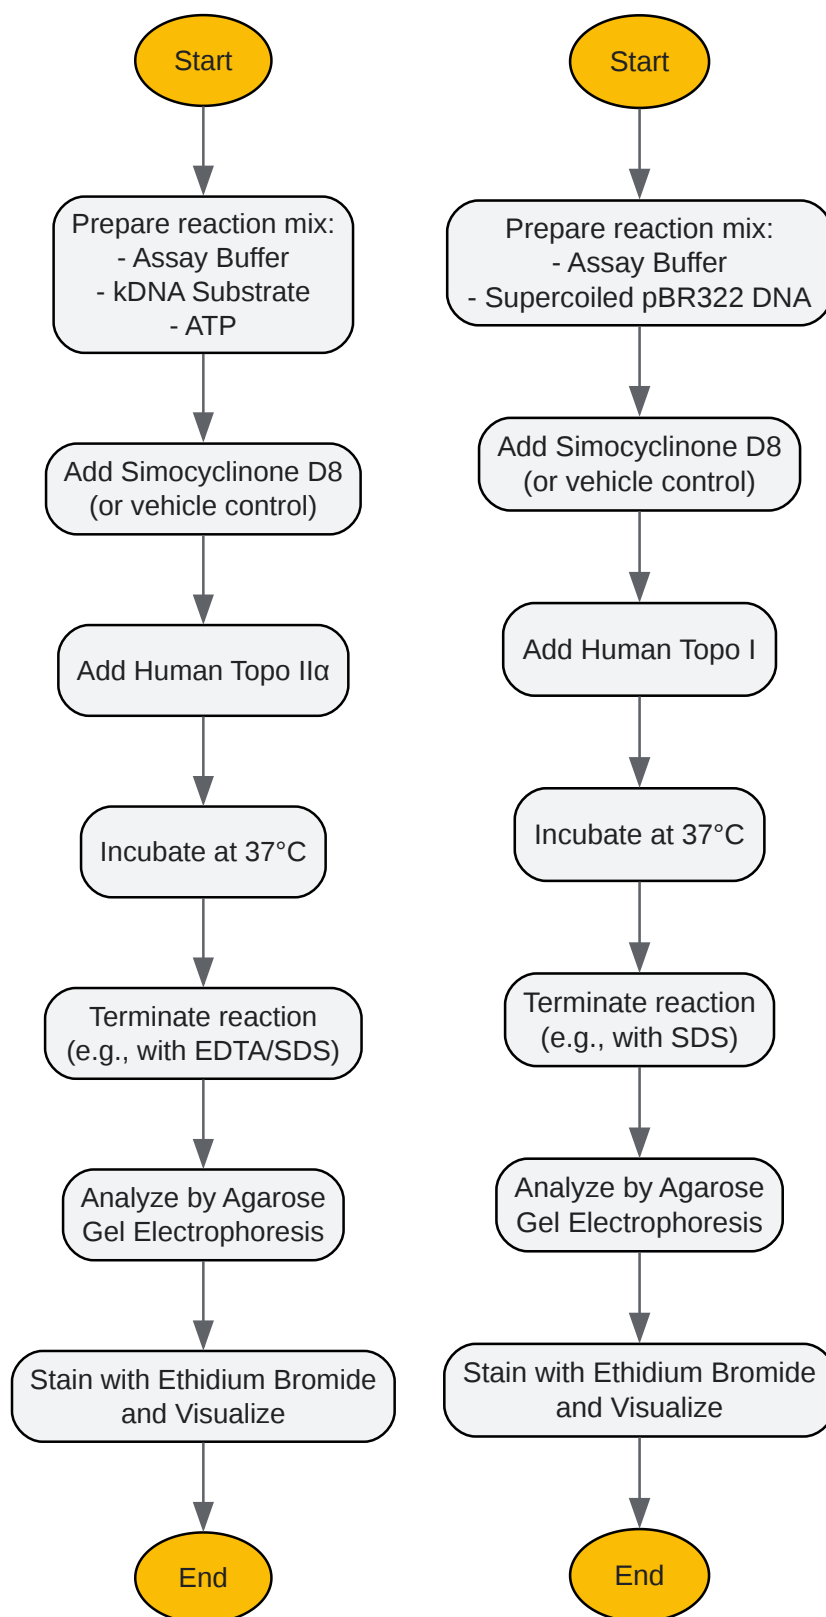 Start
Prepare reaction mix:
- Assay Buffer
- kDNA Substrate
- ATP
Add Simocyclinone D8
(or vehicle control)
Add Human Topo IIα
Incubate at 37°C
Terminate reaction
(e.g., with EDTA/SDS)
Analyze by Agarose
Gel Electrophoresis
Stain with Ethidium Bromide
and Visualize
End
Start
Prepare reaction mix:
- Assay Buffer
- Supercoiled pBR322 DNA
Add Simocyclinone D8
(or vehicle control)
Add Human Topo I
Incubate at 37°C
Terminate reaction
(e.g., with SDS)
Analyze by Agarose
Gel Electrophoresis
Stain with Ethidium Bromide
and Visualize
End